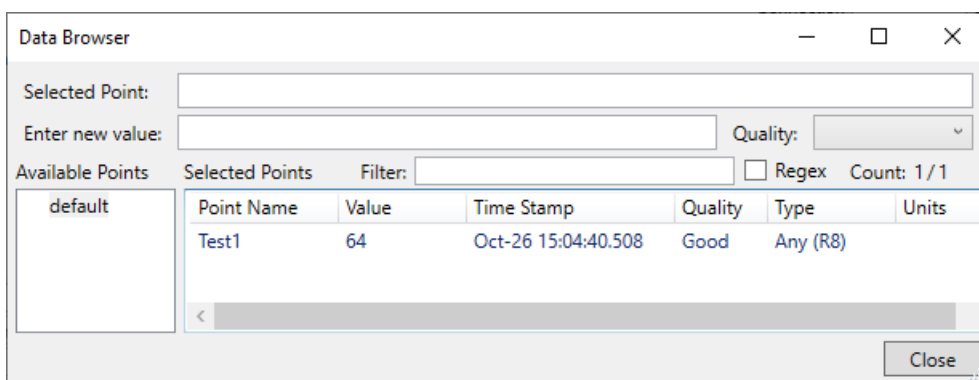 Data Browser
Selected Point:
Enter new value: Quality:
Available Points Selected Points Filter: Regex Count: 1 / 1
default Point Name Value Time Stamp Quality Type Units
Test1 64 Oct-26 15:04:40.508 Good Any (R8)
Close